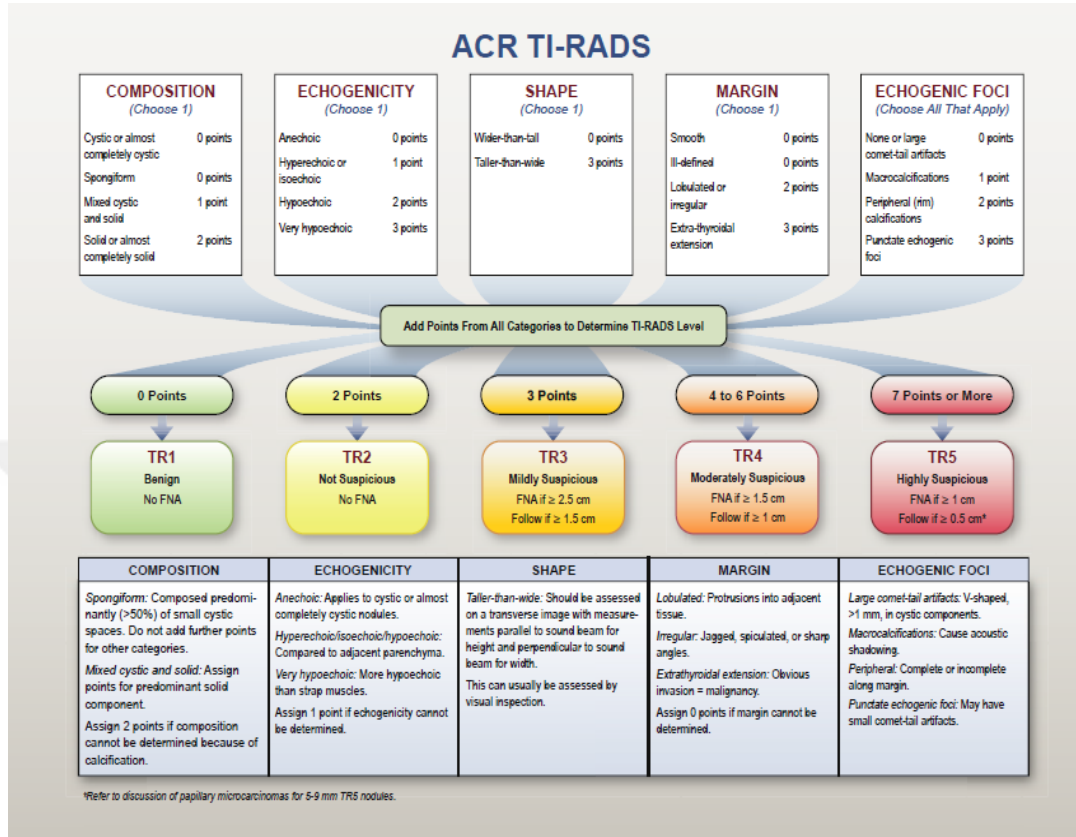 ACR TI-RADS
COMPOSITION
(Choose 1)
Cystic or almost 0 points
completely cystic
Spongiform 0 points
Mixed cystic 1 point
and solid
Solid or almost 2 points
completely solid
ECHOGENICITY
(Choose 1)
Anechoic 0 points
Hyperechoic or 1 point
isoechoic
Hypoechoic 2 points
Very hypoechoic 3 points
SHAPE
(Choose 1)
Wider-than-tall 0 points
Taller-than-wide 3 points
MARGIN
(Choose 1)
Smooth 0 points
Ill-defined 0 points
Lobulated or 2 points
irregular
Extra-thyroidal 3 points
extension
ECHOGENIC FOCI
(Choose All That Apply)
None or large 0 points
comet-tail artifacts
Macrocalcifications 1 point
Peripheral (rim) 2 points
calcifications
Punctate echogenic 3 points
foci
Add Points From All Categories to Determine TI-RADS Level
0 Points
2 Points
3 Points
4 to 6 Points
7 Points or More
TR1
Benign
No FNA
TR2
Not Suspicious
No FNA
TR3
Mildly Suspicious
FNA if ≥ 2.5 cm
Follow if ≥ 1.5 cm
TR4
Moderately Suspicious
FNA if ≥ 1.5 cm
Follow if ≥ 1 cm
TR5
Highly Suspicious
FNA if ≥ 1 cm
Follow if ≥ 0.5 cm*
COMPOSITION
Spongiform: Composed predomi-
nantly (>50%) of small cystic
spaces. Do not add further points
for other categories.
Mixed cystic and solid: Assign
points for predominant solid
component.
Assign 2 points if composition
cannot be determined because of
calcification.
ECHOGENICITY
Anechoic: Applies to cystic or almost
completely cystic nodules.
Hyperechoic/isoechoic/hypoechoic:
Compared to adjacent parenchyma.
Very hypoechoic: More hypoechoic
than strap muscles.
Assign 1 point if echogenicity cannot
be determined.
SHAPE
Taller-than-wide: Should be assessed
on a transverse image with measure-
ments parallel to sound beam for
height and perpendicular to sound
beam for width.
This can usually be assessed by
visual inspection.
MARGIN
Lobulated: Protrusions into adjacent
tissue.
Irregular: Jagged, spiculated, or sharp
angles.
Extrathyroidal extension: Obvious
invasion = malignancy.
Assign 0 points if margin cannot be
determined.
ECHOGENIC FOCI
Large comet-tail artifacts: V-shaped,
>1 mm, in cystic components.
Macrocalcifications: Cause acoustic
shadowing.
Peripheral: Complete or incomplete
along margin.
Punctate echogenic foci: May have
small comet-tail artifacts.
*Refer to discussion of papillary microcarcinomas for 5-9 mm TR5 nodules.